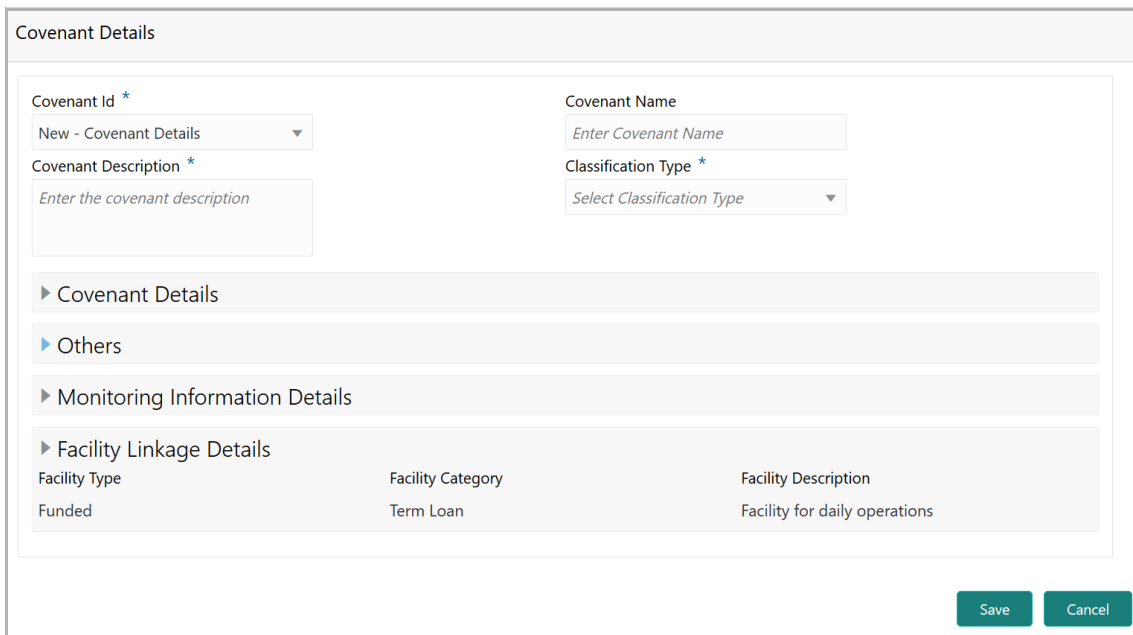 Covenant Details
Covenant Id *
Covenant Name
New - Covenant Details
Enter Covenant Name
Covenant Description *
Classification Type *
Enter the covenant description
Select Classification Type
Covenant Details
Others
Monitoring Information Details
Facility Linkage Details
Facility Type Facility Category Facility Description
Funded Term Loan Facility for daily operations
Save Cancel